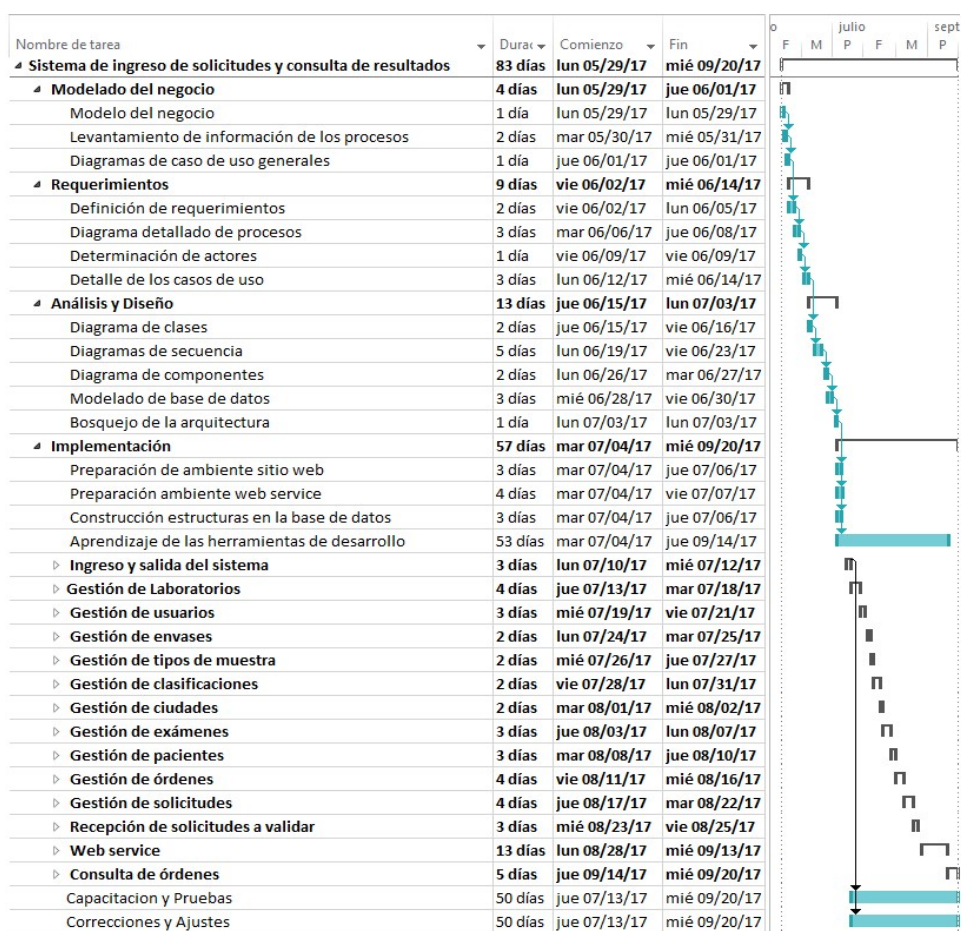 o julio sept
Nombre de tarea Durac Comienzo Fin F M P F M P
Sistema de ingreso de solicitudes y consulta de resultados 83 días lun 05/29/17 mié 09/20/17
Modelado del negocio 4 días lun 05/29/17 jue 06/01/17
Modelo del negocio 1 día lun 05/29/17 lun 05/29/17
Levantamiento de información de los procesos 2 días mar 05/30/17 mié 05/31/17
Diagramas de caso de uso generales 1 día jue 06/01/17 jue 06/01/17
Requerimientos 9 días vie 06/02/17 mié 06/14/17
Definición de requerimientos 2 días vie 06/02/17 lun 06/05/17
Diagrama detallado de procesos 3 días mar 06/06/17 jue 06/08/17
Determinación de actores 1 día vie 06/09/17 vie 06/09/17
Detalle de los casos de uso 3 días lun 06/12/17 mié 06/14/17
Análisis y Diseño 13 días jue 06/15/17 lun 07/03/17
Diagrama de clases 2 días jue 06/15/17 vie 06/16/17
Diagramas de secuencia 5 días lun 06/19/17 vie 06/23/17
Diagrama de componentes 2 días lun 06/26/17 mar 06/27/17
Modelado de base de datos 3 días mié 06/28/17 vie 06/30/17
Bosquejo de la arquitectura 1 día lun 07/03/17 lun 07/03/17
Implementación 57 días mar 07/04/17 mié 09/20/17
Preparación de ambiente sitio web 3 días mar 07/04/17 jue 07/06/17
Preparación ambiente web service 4 días mar 07/04/17 vie 07/07/17
Construcción estructuras en la base de datos 3 días mar 07/04/17 jue 07/06/17
Aprendizaje de las herramientas de desarrollo 53 días mar 07/04/17 jue 09/14/17
Ingreso y salida del sistema 3 días lun 07/10/17 mié 07/12/17
Gestión de Laboratorios 4 días jue 07/13/17 mar 07/18/17
Gestión de usuarios 3 días mié 07/19/17 vie 07/21/17
Gestión de envases 2 días lun 07/24/17 mar 07/25/17
Gestión de tipos de muestra 2 días mié 07/26/17 jue 07/27/17
Gestión de clasificaciones 2 días vie 07/28/17 lun 07/31/17
Gestión de ciudades 2 días mar 08/01/17 mié 08/02/17
Gestión de exámenes 3 días jue 08/03/17 lun 08/07/17
Gestión de pacientes 3 días mar 08/08/17 jue 08/10/17
Gestión de órdenes 4 días vie 08/11/17 mié 08/16/17
Gestión de solicitudes 4 días jue 08/17/17 mar 08/22/17
Recepción de solicitudes a validar 3 días mié 08/23/17 vie 08/25/17
Web service 13 días lun 08/28/17 mié 09/13/17
Consulta de órdenes 5 días jue 09/14/17 mié 09/20/17
Capacitacion y Pruebas 50 días jue 07/13/17 mié 09/20/17
Correcciones y Ajustes 50 días jue 07/13/17 mié 09/20/17